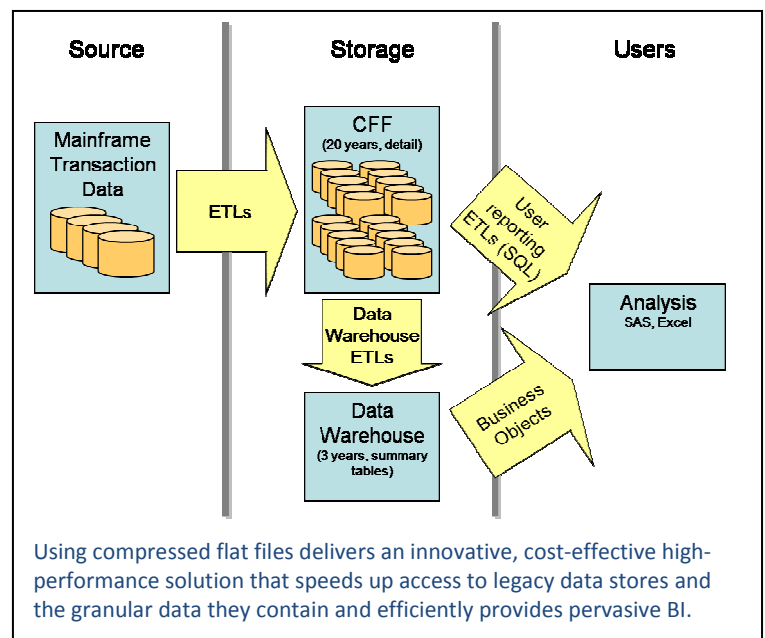 Source
Storage
Users
Mainframe
Transaction
Data
ETLs
CFF
(20 years, detail)
User
reporting
ETLs (SQL)
Data
Warehouse
ETLs
Analysis
SAS, Excel
Data
Warehouse
(3 years, summary
tables)
Business
Objects
Using compressed flat files delivers an innovative, cost-effective high-
performance solution that speeds up access to legacy data stores and
the granular data they contain and efficiently provides pervasive BI.